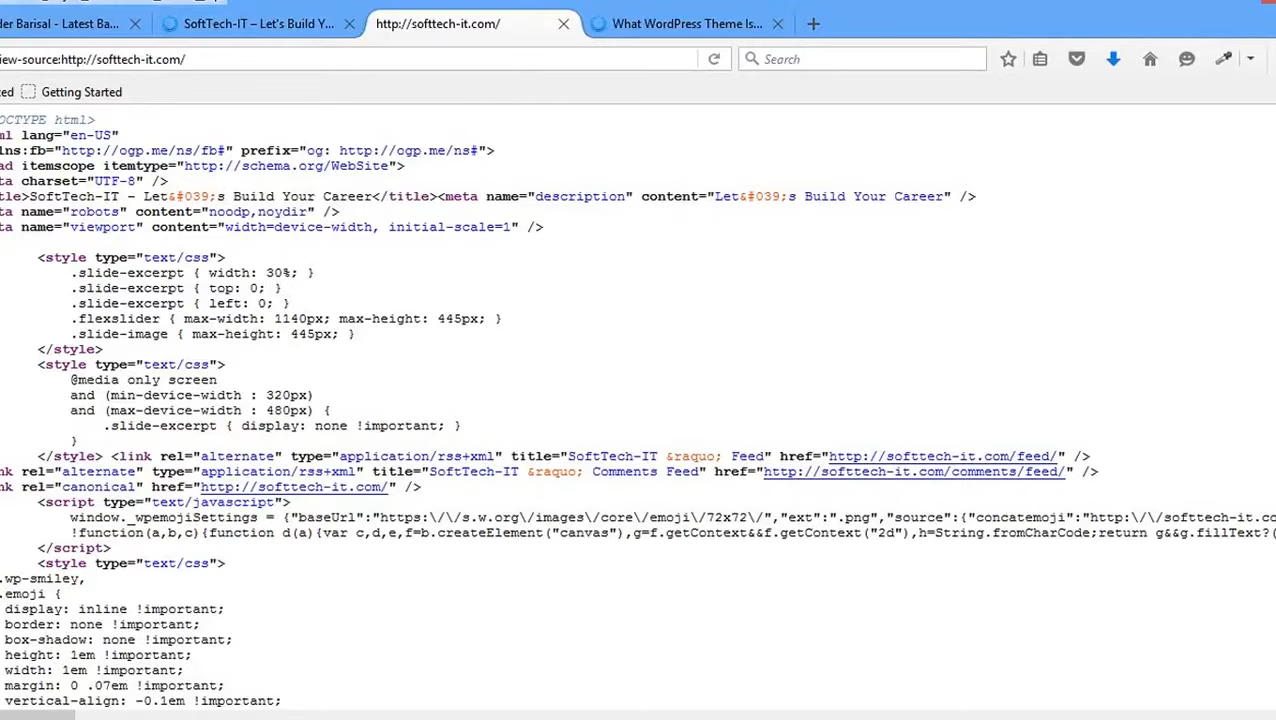 der Barisal - Latest Ba... SoftTech-IT – Let's Build Y... http://softtech-it.com/ What WordPress Theme Is...
iew-source:http://softtech-it.com/ Search
ed Getting Started
OCTYPE html>
ml lang="en-US"
lns:fb="http://ogp.me/ns/fb#" prefix="og: http://ogp.me/ns#">
ad itemscope itemtype="http://schema.org/WebSite">
ta charset="UTF-8" />
tle>SoftTech-IT - Let&#039;s Build Your Career</title><meta name="description" content="Let&#039;s Build Your Career" />
ta name="robots" content="noodp,noydir" />
ta name="viewport" content="width=device-width, initial-scale=1" />
<style type="text/css">
.slide-excerpt { width: 30%; }
.slide-excerpt { top: 0; }
.slide-excerpt { left: 0; }
.flexslider { max-width: 1140px; max-height: 445px; }
.slide-image { max-height: 445px; }
</style>
<style type="text/css">
@media only screen
and (min-device-width : 320px)
and (max-device-width : 480px) {
.slide-excerpt { display: none !important; }
}
</style> <link rel="alternate" type="application/rss+xml" title="SoftTech-IT &raquo; Feed" href="http://softtech-it.com/feed/" />
nk rel="alternate" type="application/rss+xml" title="SoftTech-IT &raquo; Comments Feed" href="http://softtech-it.com/comments/feed/" />
nk rel="canonical" href="http://softtech-it.com/" />
<script type="text/javascript">
window._wpemojiSettings = {"baseUrl":"https:\/\/s.w.org\/images\/core\/emoji\/72x72\/","ext":".png","source":{"concatemoji":"http:\/\/softtech-it.co
!function(a,b,c){function d(a){var c,d,e,f=b.createElement("canvas"),g=f.getContext&&f.getContext("2d"),h=String.fromCharCode;return g&&g.fillText?(
</script>
<style type="text/css">
.wp-smiley,
.emoji {
display: inline !important;
border: none !important;
box-shadow: none !important;
height: 1em !important;
width: 1em !important;
margin: 0 .07em !important;
vertical-align: -0.1em !important;